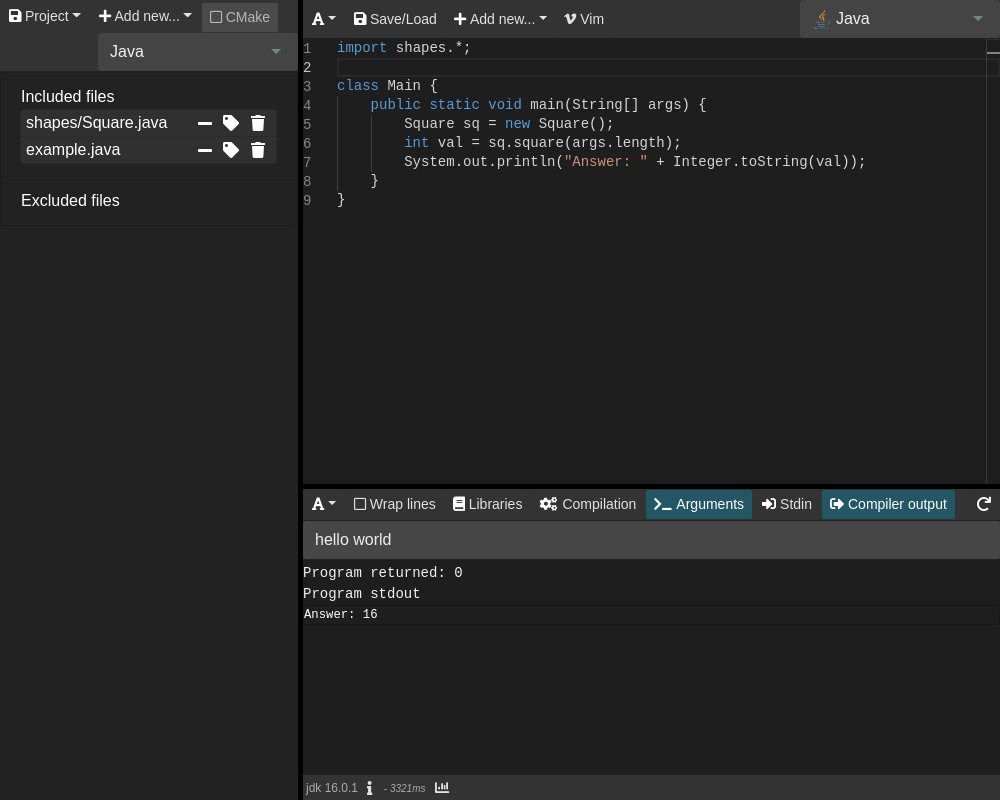 Project Add new... CMake
Java
Included files
shapes/Square.java
example.java
Excluded files
A Save/Load Add new... Vim Java
1 import shapes.*;
2
3 class Main {
4     public static void main(String[] args) {
5         Square sq = new Square();
6         int val = sq.square(args.length);
7         System.out.println("Answer: " + Integer.toString(val));
8     }
9 }
A Wrap lines Libraries Compilation Arguments Stdin Compiler output
hello world
Program returned: 0
Program stdout
Answer: 16
jdk 16.0.1 - 3321ms